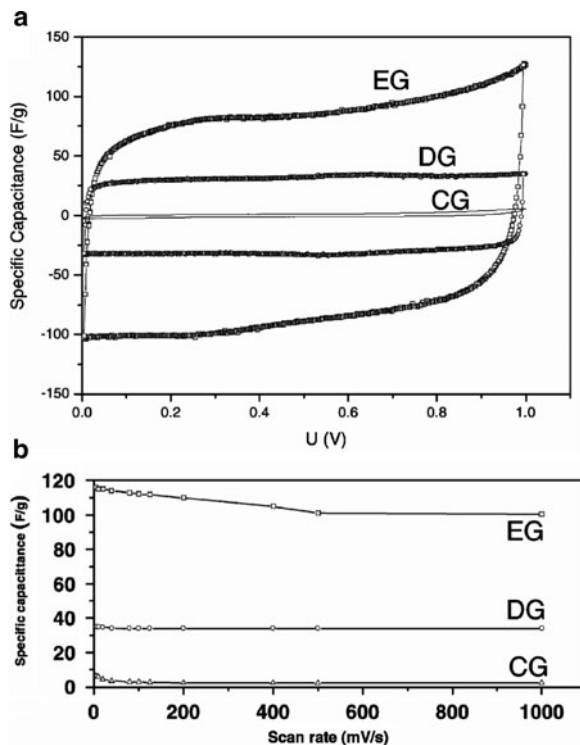 a
150
100
50
0
-50
-100
-150
Specific Capacitance (F/g)
EG
DG
CG
0.0 0.2 0.4 0.6 0.8 1.0
U (V)
b
120
100
80
60
40
20
0
Specific capacittance (F/g)
EG
DG
CG
0 200 400 600 800 1000
Scan rate (mV/s)